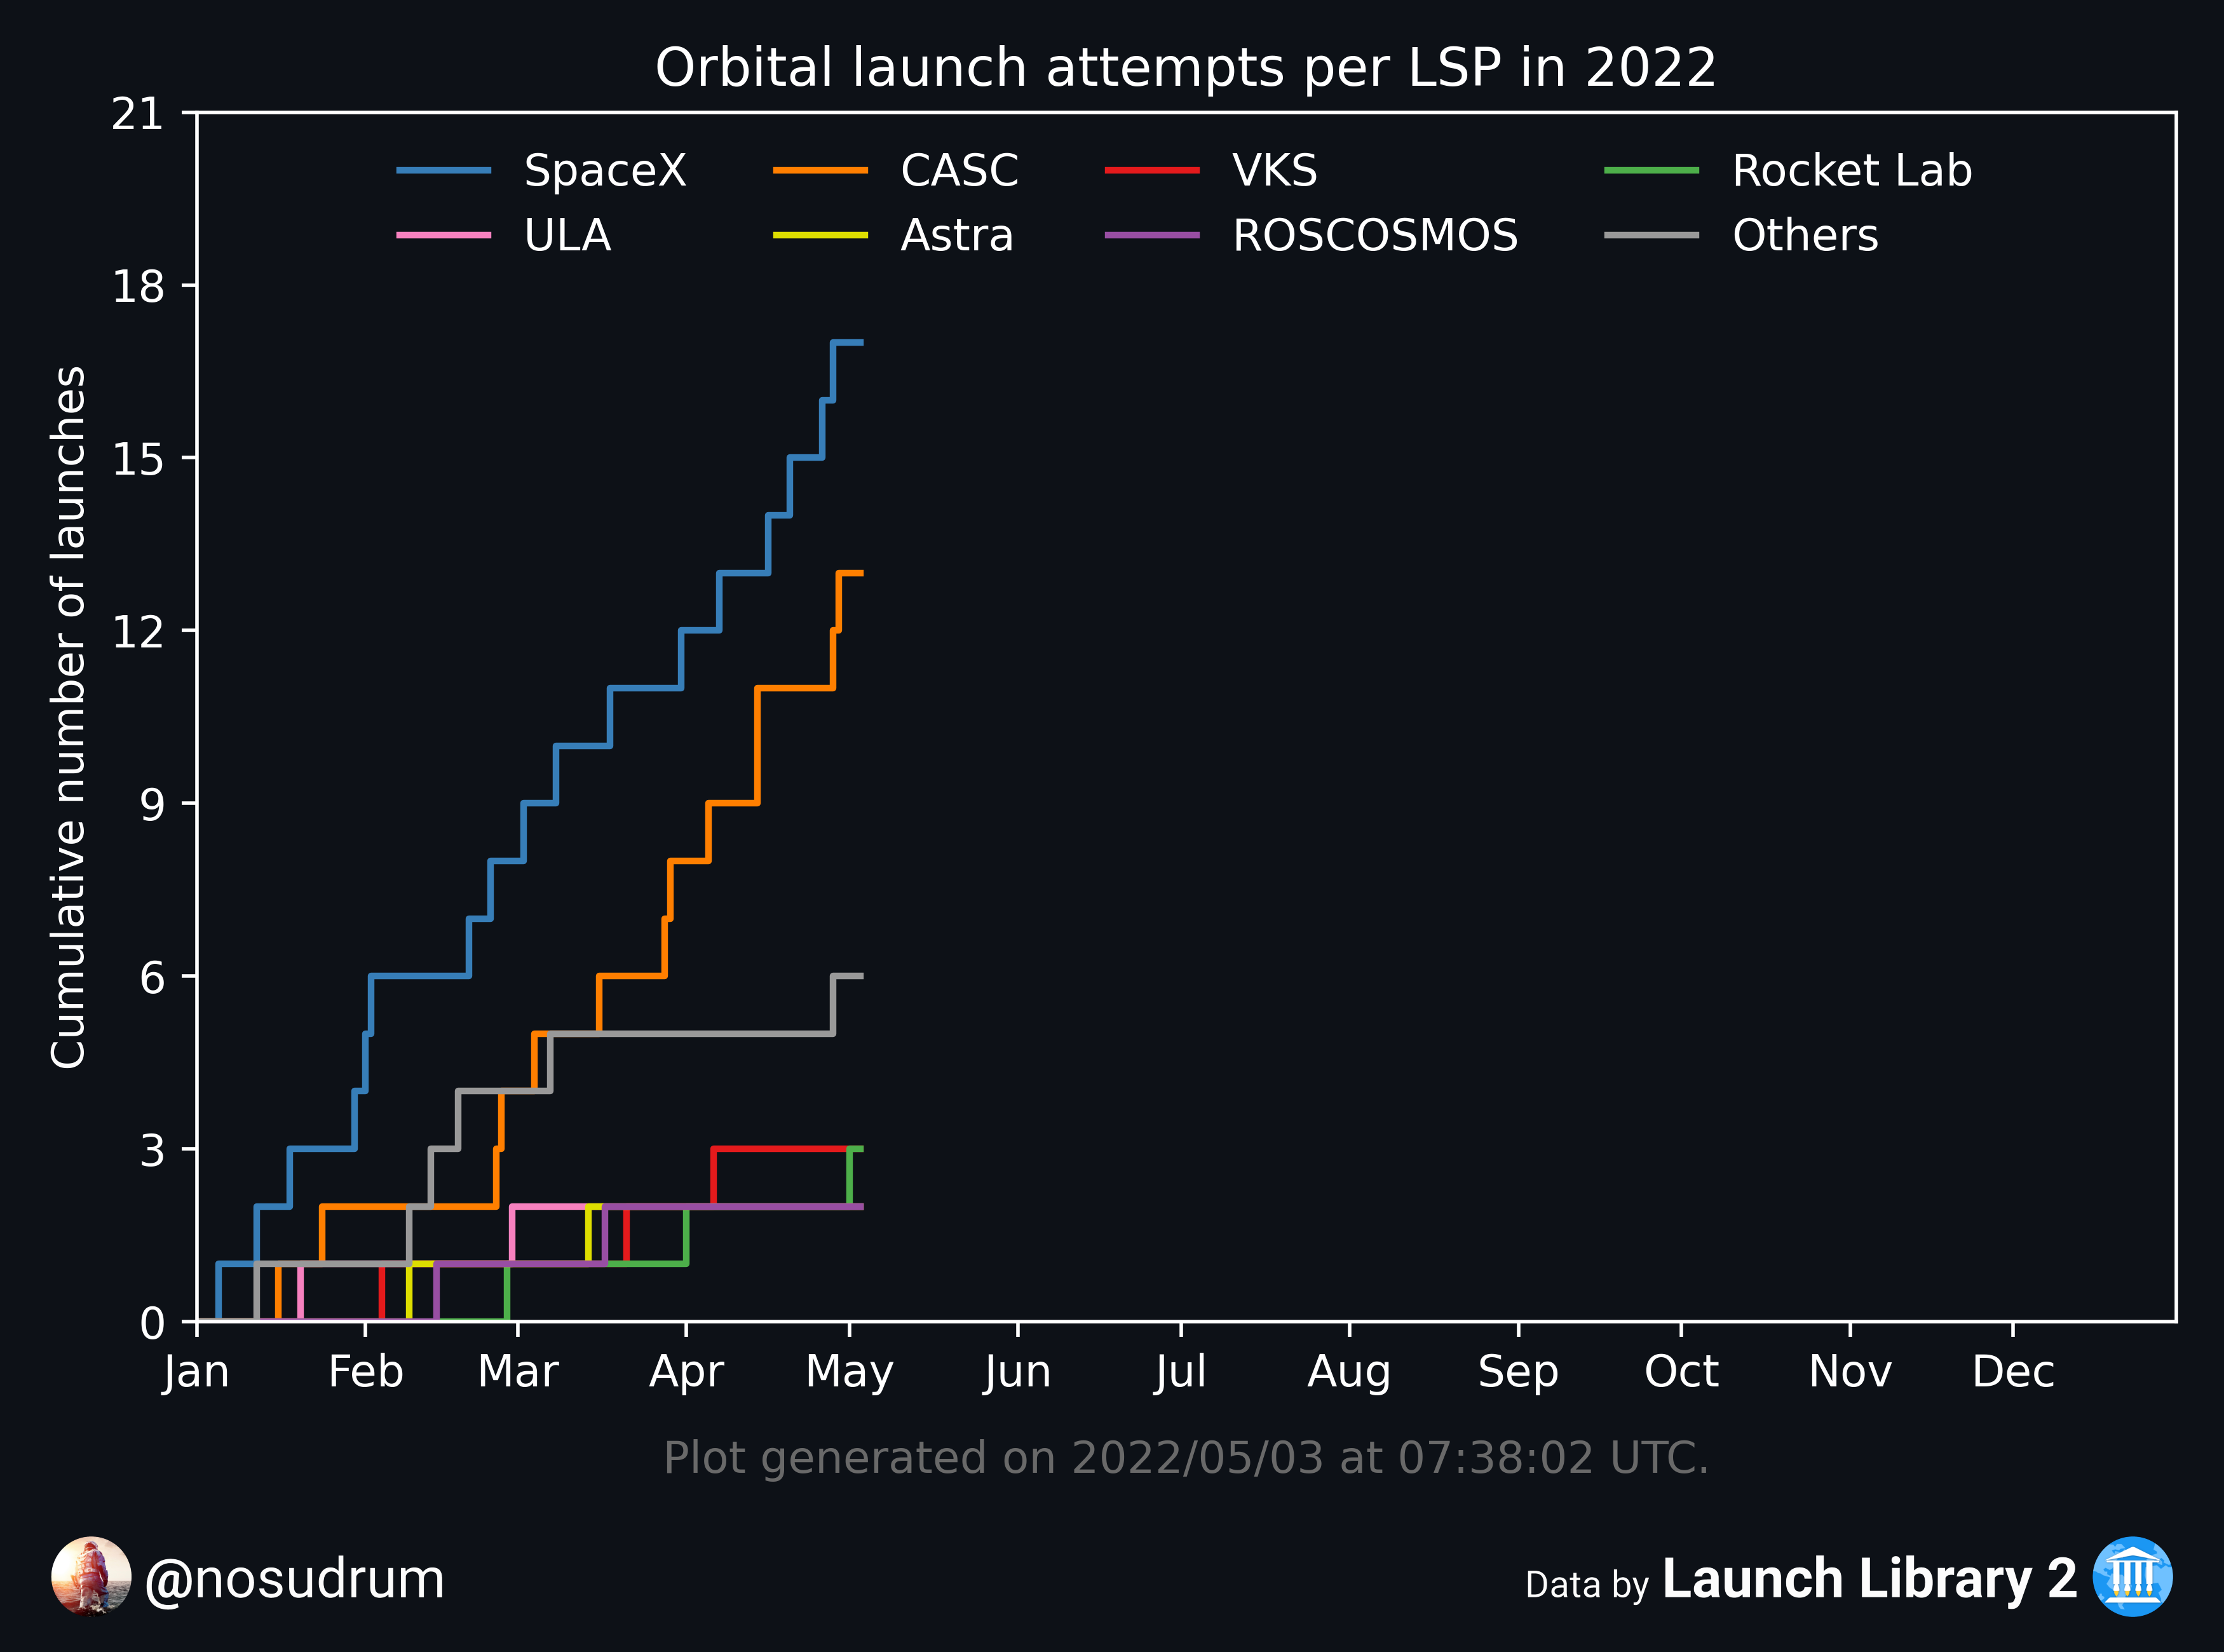 Orbital launch attempts per LSP in 2022
21
18
15
12
9
6
3
0
Cumulative number of launches
SpaceX CASC VKS Rocket Lab
ULA Astra ROSCOSMOS Others
Jan Feb Mar Apr May Jun Jul Aug Sep Oct Nov Dec
Plot generated on 2022/05/03 at 07:38:02 UTC.
@nosudrum
Data by Launch Library 2